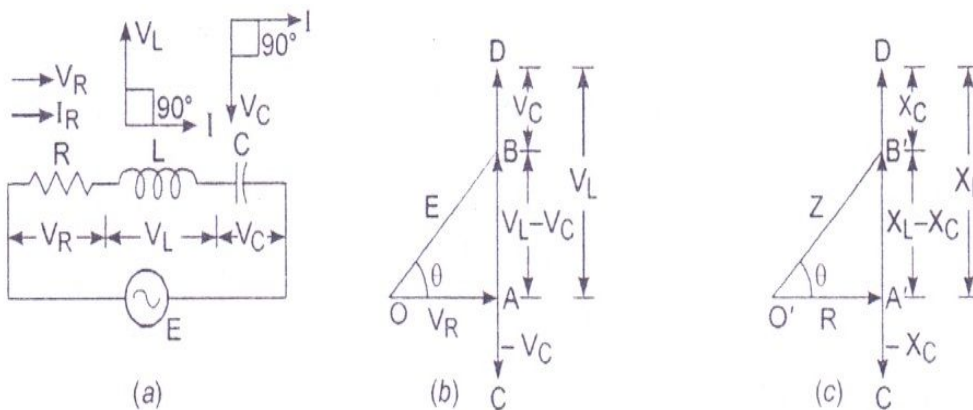 V_L
I
90°
V_R
I_R
90°
I
V_C
R
L
C
V_R
V_L
V_C
E
(a)
D
V_C
B
V_L
E
V_L–V_C
θ
O
V_R
A
–V_C
(b)
C
D
X_C
B'
Z
X_L–X_C
θ
O'
R
A'
–X_C
(c)
C